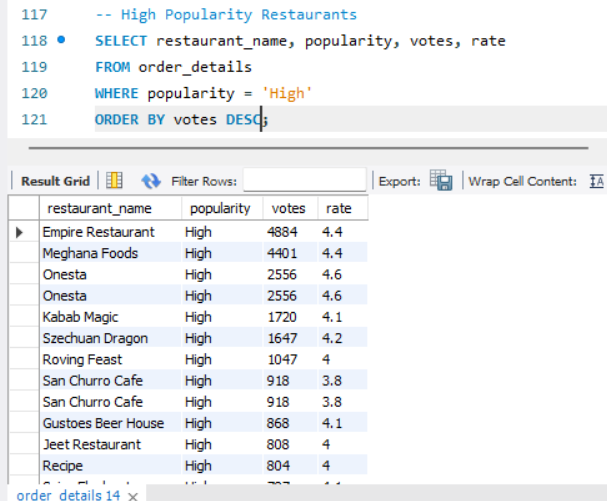 117 -- High Popularity Restaurants
118 SELECT restaurant_name, popularity, votes, rate
119 FROM order_details
120 WHERE popularity = 'High'
121 ORDER BY votes DESC;
Result Grid Filter Rows: Export: Wrap Cell Content: IA
restaurant_name popularity votes rate
Empire Restaurant High 4884 4.4
Meghana Foods High 4401 4.4
Onesta High 2556 4.6
Onesta High 2556 4.6
Kabab Magic High 1720 4.1
Szechuan Dragon High 1647 4.2
Roving Feast High 1047 4
San Churro Cafe High 918 3.8
San Churro Cafe High 918 3.8
Gustoes Beer House High 868 4.1
Jeet Restaurant High 808 4
Recipe High 804 4
order_details 14